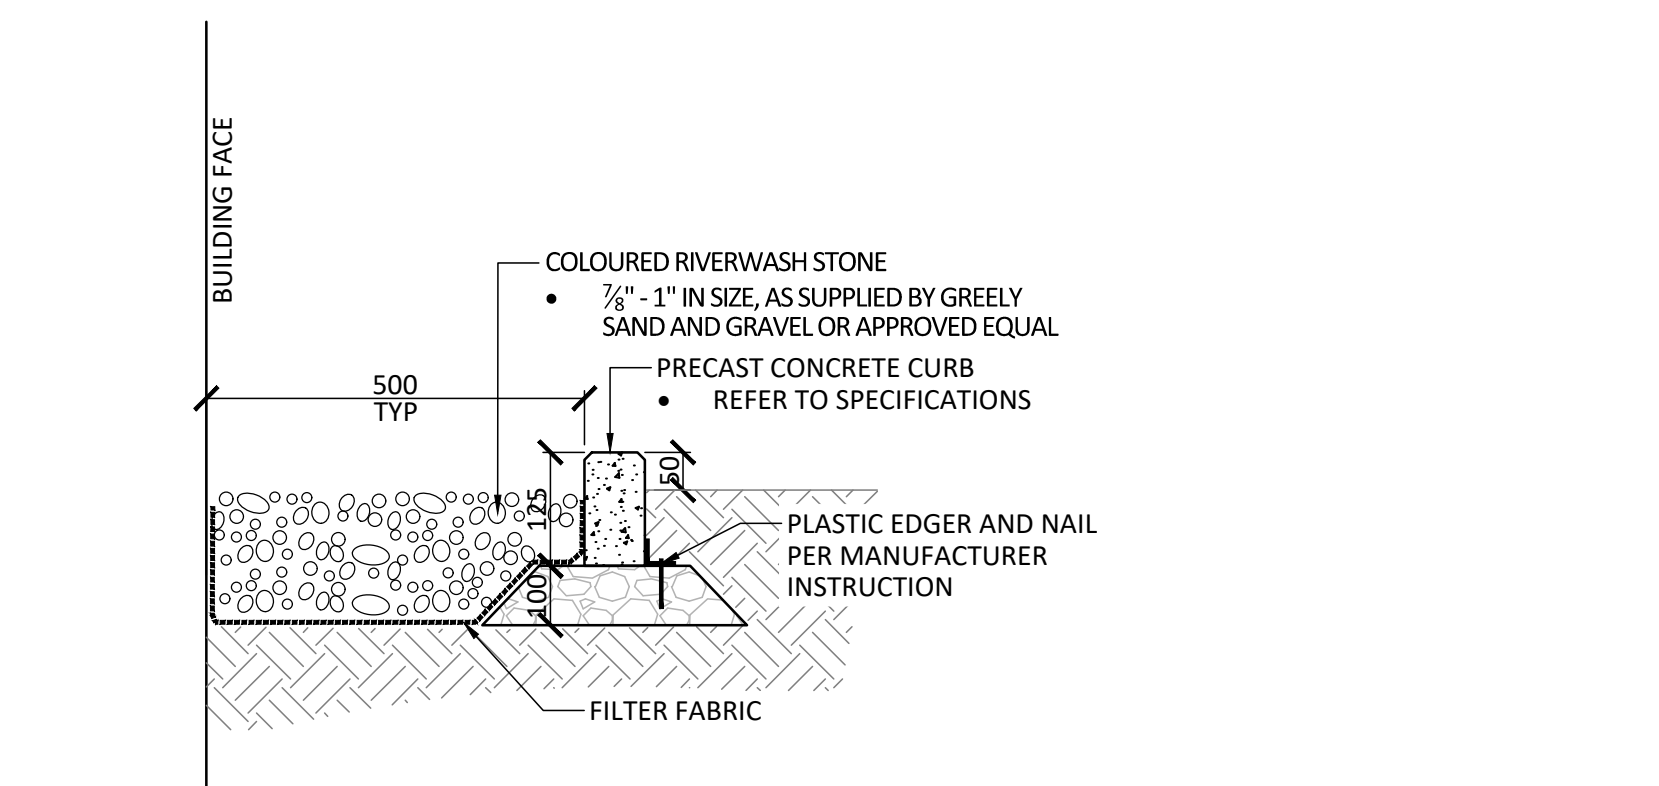 BUILDING FACE
COLOURED RIVERWASH STONE
• ⅞" - 1" IN SIZE, AS SUPPLIED BY GREELY
SAND AND GRAVEL OR APPROVED EQUAL
PRECAST CONCRETE CURB
• REFER TO SPECIFICATIONS
500
TYP
50
125
PLASTIC EDGER AND NAIL
PER MANUFACTURER
INSTRUCTION
100
FILTER FABRIC